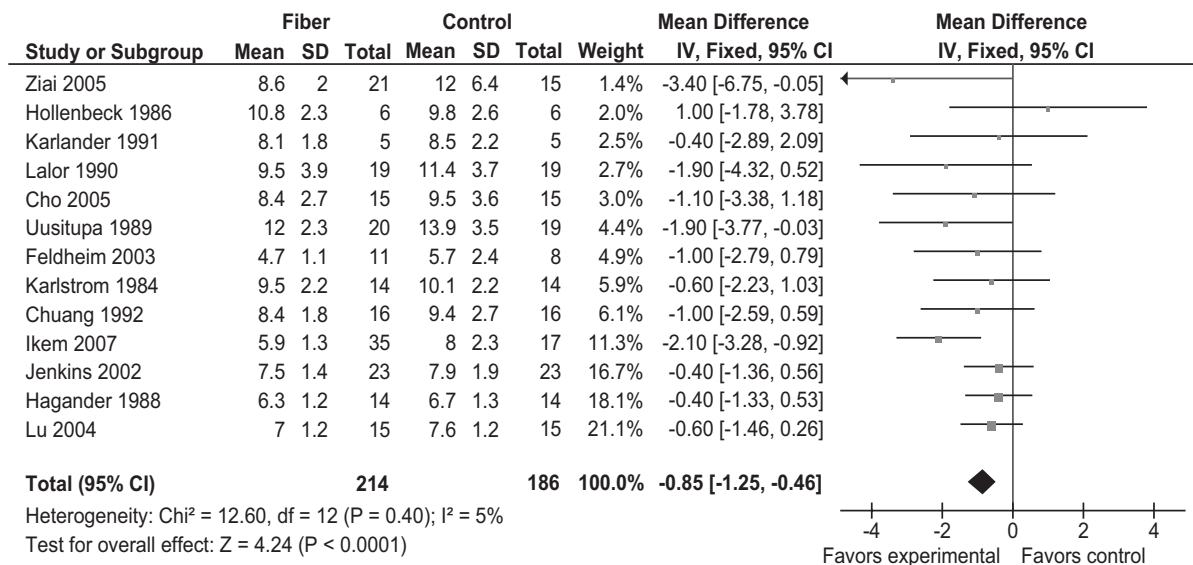 Fiber Control Mean Difference Mean Difference
Study or Subgroup Mean SD Total Mean SD Total Weight IV, Fixed, 95% CI IV, Fixed, 95% CI
Ziai 2005 8.6 2 21 12 6.4 15 1.4% -3.40 [-6.75, -0.05]
Hollenbeck 1986 10.8 2.3 6 9.8 2.6 6 2.0% 1.00 [-1.78, 3.78]
Karlander 1991 8.1 1.8 5 8.5 2.2 5 2.5% -0.40 [-2.89, 2.09]
Lalor 1990 9.5 3.9 19 11.4 3.7 19 2.7% -1.90 [-4.32, 0.52]
Cho 2005 8.4 2.7 15 9.5 3.6 15 3.0% -1.10 [-3.38, 1.18]
Uusitupa 1989 12 2.3 20 13.9 3.5 19 4.4% -1.90 [-3.77, -0.03]
Feldheim 2003 4.7 1.1 11 5.7 2.4 8 4.9% -1.00 [-2.79, 0.79]
Karlstrom 1984 9.5 2.2 14 10.1 2.2 14 5.9% -0.60 [-2.23, 1.03]
Chuang 1992 8.4 1.8 16 9.4 2.7 16 6.1% -1.00 [-2.59, 0.59]
Ikem 2007 5.9 1.3 35 8 2.3 17 11.3% -2.10 [-3.28, -0.92]
Jenkins 2002 7.5 1.4 23 7.9 1.9 23 16.7% -0.40 [-1.36, 0.56]
Hagander 1988 6.3 1.2 14 6.7 1.3 14 18.1% -0.40 [-1.33, 0.53]
Lu 2004 7 1.2 15 7.6 1.2 15 21.1% -0.60 [-1.46, 0.26]
Total (95% CI) 214 186 100.0% -0.85 [-1.25, -0.46]
Heterogeneity: Chi² = 12.60, df = 12 (P = 0.40); I² = 5%
Test for overall effect: Z = 4.24 (P < 0.0001)
-4 -2 0 2 4
Favors experimental Favors control